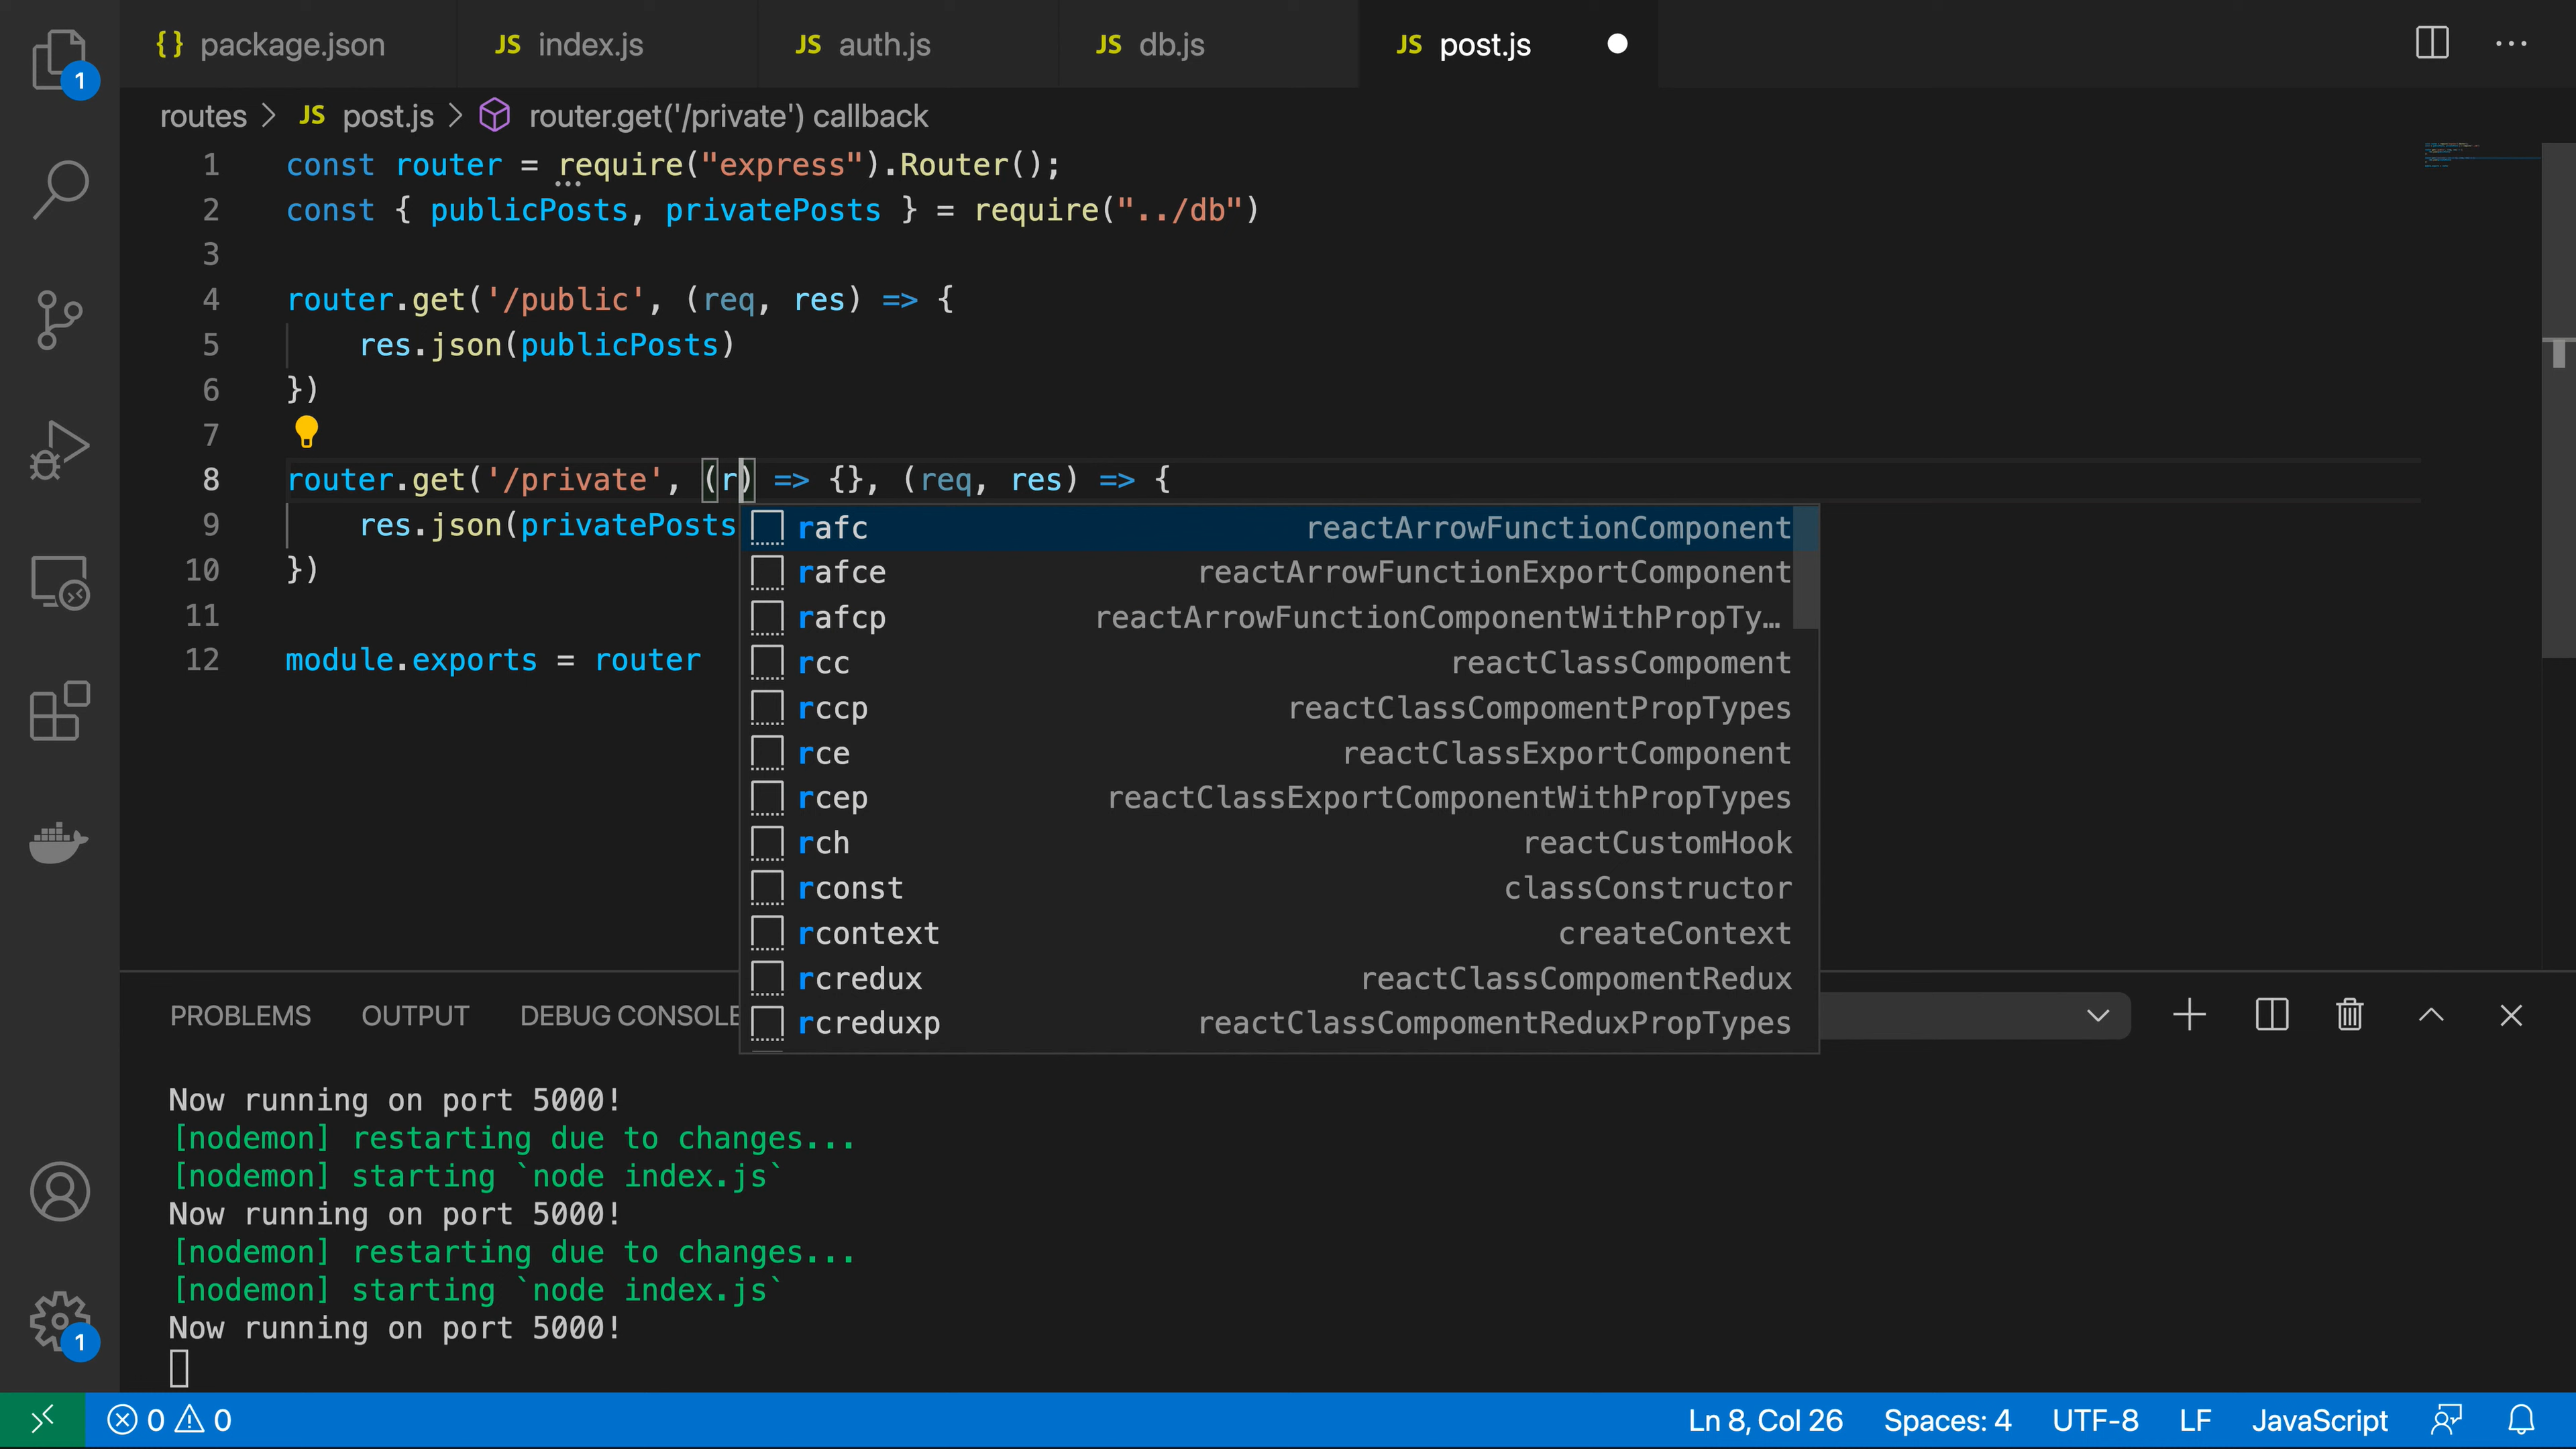 {} package.json JS index.js JS auth.js JS db.js JS post.js
routes > JS post.js > router.get('/private') callback
1 const router = require("express").Router();
2 const { publicPosts, privatePosts } = require("../db")
3
4 router.get('/public', (req, res) => {
5 res.json(publicPosts)
6 })
7
8 router.get('/private', (r) => {}, (req, res) => {
9 res.json(privatePosts
10 })
11
12 module.exports = router
rafc reactArrowFunctionComponent
rafce reactArrowFunctionExportComponent
rafcp reactArrowFunctionComponentWithPropTy…
rcc reactClassCompoment
rccp reactClassCompomentPropTypes
rce reactClassExportComponent
rcep reactClassExportComponentWithPropTypes
rch reactCustomHook
rconst classConstructor
rcontext createContext
rcredux reactClassCompomentRedux
rcreduxp reactClassCompomentReduxPropTypes
PROBLEMS OUTPUT DEBUG CONSOLE
Now running on port 5000!
[nodemon] restarting due to changes...
[nodemon] starting `node index.js`
Now running on port 5000!
[nodemon] restarting due to changes...
[nodemon] starting `node index.js`
Now running on port 5000!
1
1
0 0 Ln 8, Col 26 Spaces: 4 UTF-8 LF JavaScript